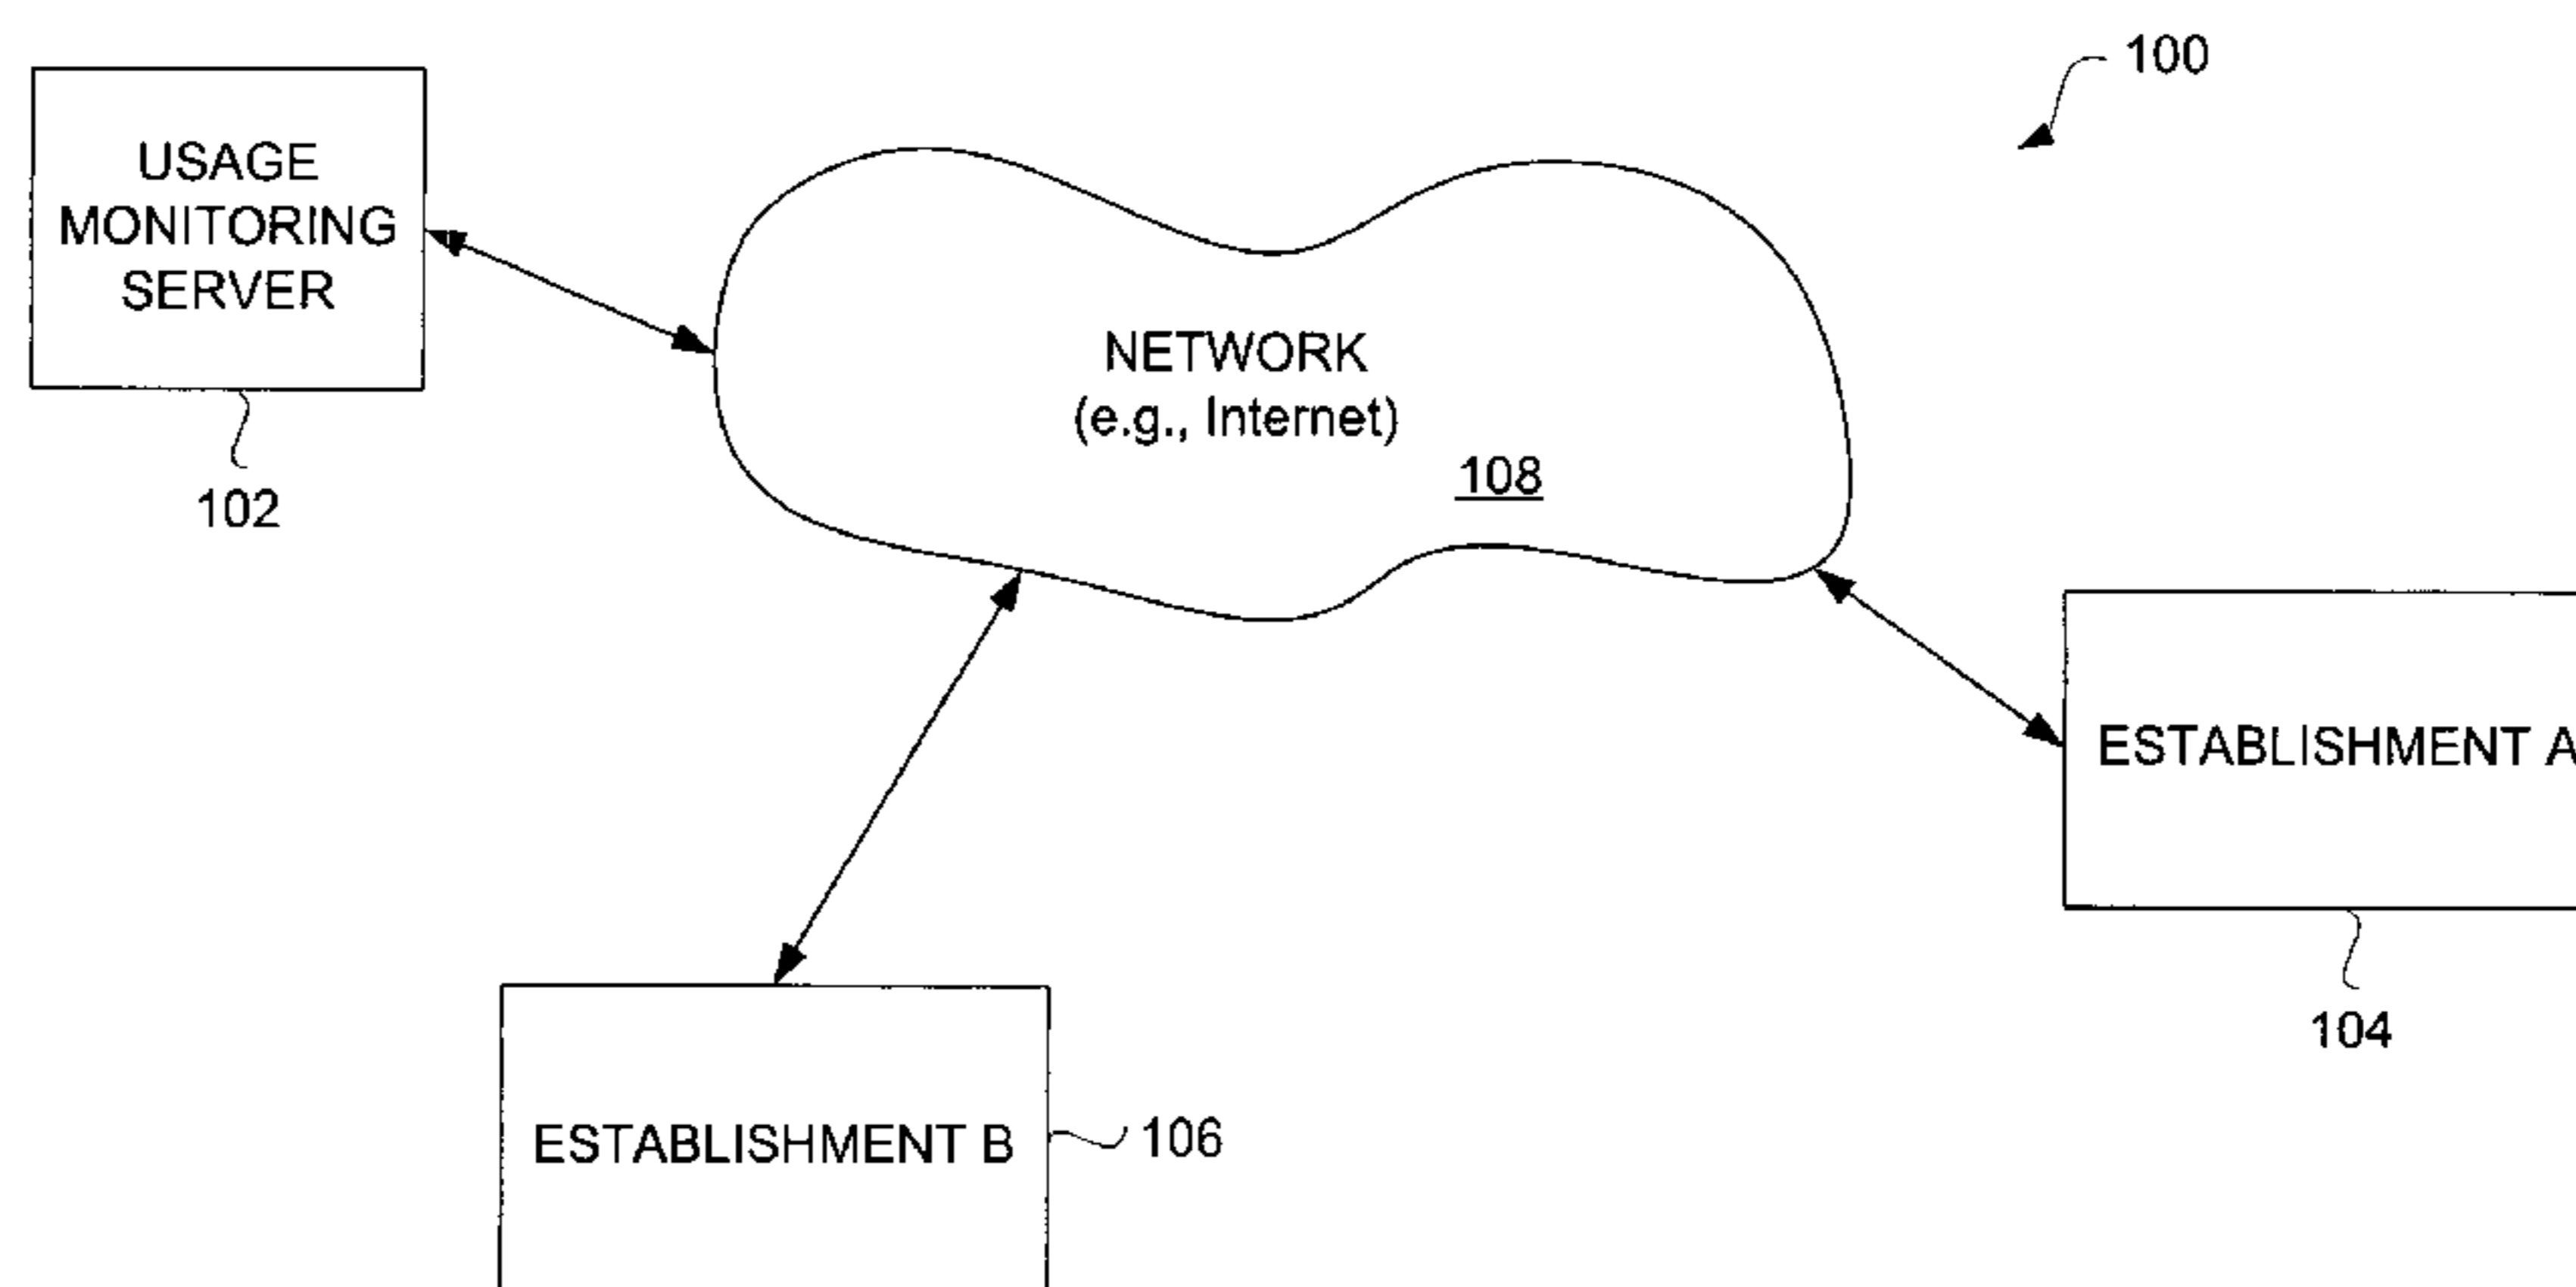 100
USAGE
MONITORING
SERVER
102
NETWORK
(e.g., Internet)
108
ESTABLISHMENT A
104
ESTABLISHMENT B
106